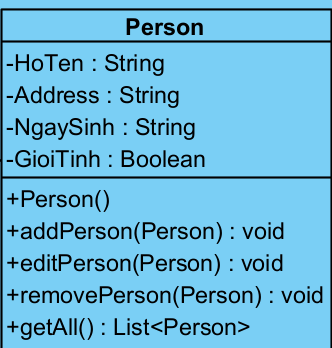 Person
-HoTen : String
-Address : String
-NgaySinh : String
-GioiTinh : Boolean
+Person()
+addPerson(Person) : void
+editPerson(Person) : void
+removePerson(Person) : void
+getAll() : List<Person>